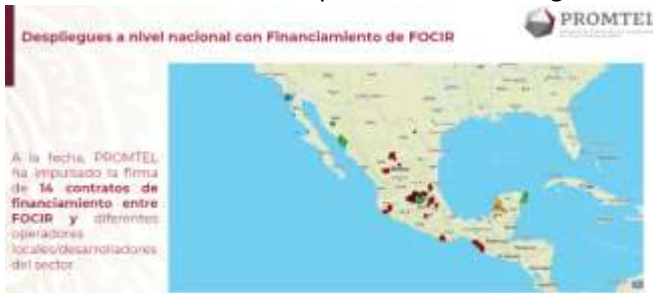 Despliegues a nivel nacional con Financiamiento de FOCIR
PROMTEL
A la fecha, PROMTEL
ha impulsado la firma
de 14 contratos de
financiamiento entre
FOCIR y diferentes
operadores
locales/desarrolladores
del sector.